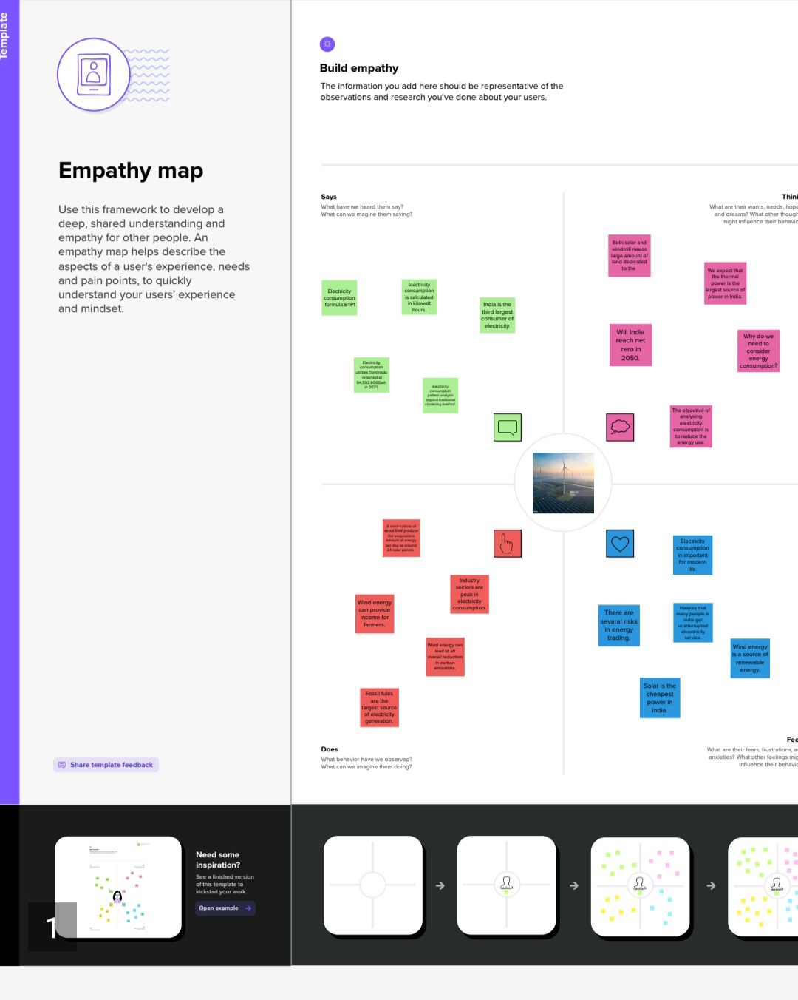 Template
Empathy map
Use this framework to develop a
deep, shared understanding and
empathy for other people. An
empathy map helps describe the
aspects of a user's experience, needs
and pain points, to quickly
understand your users' experience
and mindset.
Share template feedback
Build empathy
The information you add here should be representative of the
observations and research you've done about your users.
Says
What have we heard them say?
What can we magine them saying?
Electricity
consumption
formula:E=Pt
electricity
consumption
is calculated
in kilowatt
hours.
India is the
third largest
consumer of
electricity.
Electricity
consumption
utilities Tamilnadu
reported at
94,592.000Gwh
in 2021.
Electricity
consumption
pattern analysis
beyond traditional
clustering method.
Think
What are their wants, needs, hope
and dreams? What other though
might influence their behavio
Both solar and
windmill needs
large amount of
land dedicated
to the
We expect that
the thermal
power is the
largest source of
power in India.
Will India
reach net
zero in
2050.
Why do we
need to
consider
energy
consumption?
The objective of
analysing
electricity
consumption is
to reduce the
energy use.
A wind turbine of
about 5kW produce
the eequivalent
amount of energy
per day as around
24 solar panels.
Industry
sectors are
peak in
electricity
consumption.
Wind energy
can provide
income for
farmers.
Wind energy can
lead to an
overall reduction
in carbon
emissions.
Fossil fules
are the
largest source
of electricity
generation.
Does
What behavior have we observed?
What can we imagine them doing?
Electricity
consumption
in important
for modern
life.
There are
sevaral risks
in energy
trading.
Haappy that
many people in
india get
uninterrupted
eleactricity
service.
Wind energy
is a source of
renewable
energy.
Solar is the
cheapest
power in
india.
Fee
What are their fears, frustrations, a
anxieties? What other feelings mig
influence their behavio
Need some
inspiration?
See a finished version
of this template to
kickstart your work.
Open example
1